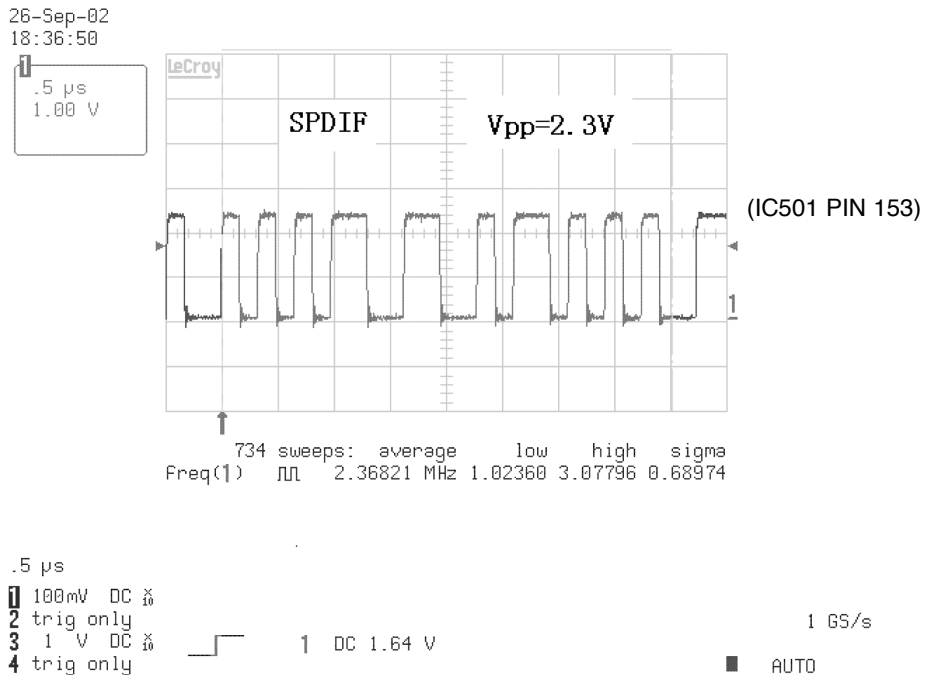 26-Sep-02
18:36:50
1
.5 µs
1.00 V
LeCroy
SPDIF
Vpp=2.3V
(IC501 PIN 153)
1
734 sweeps: average low high sigma
Freq(1) 2.36821 MHz 1.02360 3.07796 0.68974
.5 µs
1 100mV DC X10
2 trig only
3 1 V DC X10
4 trig only
1 DC 1.64 V
1 GS/s
AUTO